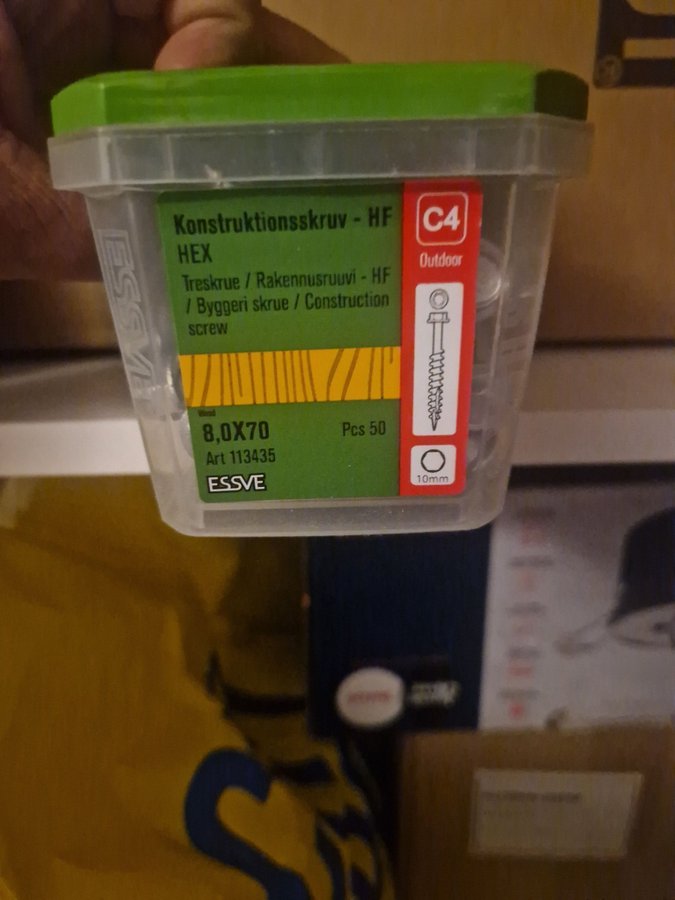 Konstruktionsskruv - HF
HEX
Treskrue / Rakennusruuvi - HF
/ Byggeri skrue / Construction
screw
Wood
8,0X70
Pcs 50
Art 113435
ESSVE
C4
Outdoor
10mm
ESSVE